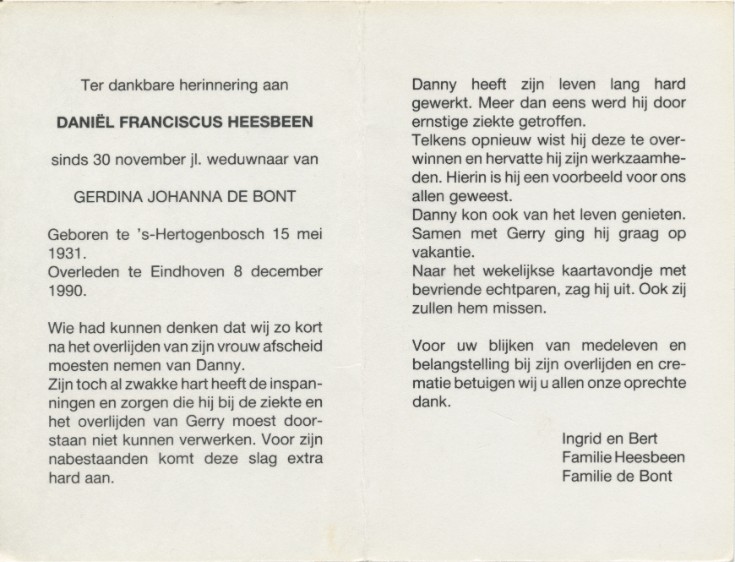 Ter dankbare herinnering aan
DANIËL FRANCISCUS HEESBEEN
sinds 30 november jl. weduwnaar van
GERDINA JOHANNA DE BONT
Geboren te 's-Hertogenbosch 15 mei
1931.
Overleden te Eindhoven 8 december
1990.
Wie had kunnen denken dat wij zo kort
na het overlijden van zijn vrouw afscheid
moesten nemen van Danny.
Zijn toch al zwakke hart heeft de inspan-
ningen en zorgen die hij bij de ziekte en
het overlijden van Gerry moest door-
staan niet kunnen verwerken. Voor zijn
nabestaanden komt deze slag extra
hard aan.
Danny heeft zijn leven lang hard
gewerkt. Meer dan eens werd hij door
ernstige ziekte getroffen.
Telkens opnieuw wist hij deze te over-
winnen en hervatte hij zijn werkzaamhe-
den. Hierin is hij een voorbeeld voor ons
allen geweest.
Danny kon ook van het leven genieten.
Samen met Gerry ging hij graag op
vakantie.
Naar het wekelijkse kaartavondje met
bevriende echtparen, zag hij uit. Ook zij
zullen hem missen.
Voor uw blijken van medeleven en
belangstelling bij zijn overlijden en cre-
matie betuigen wij u allen onze oprechte
dank.
Ingrid en Bert
Familie Heesbeen
Familie de Bont